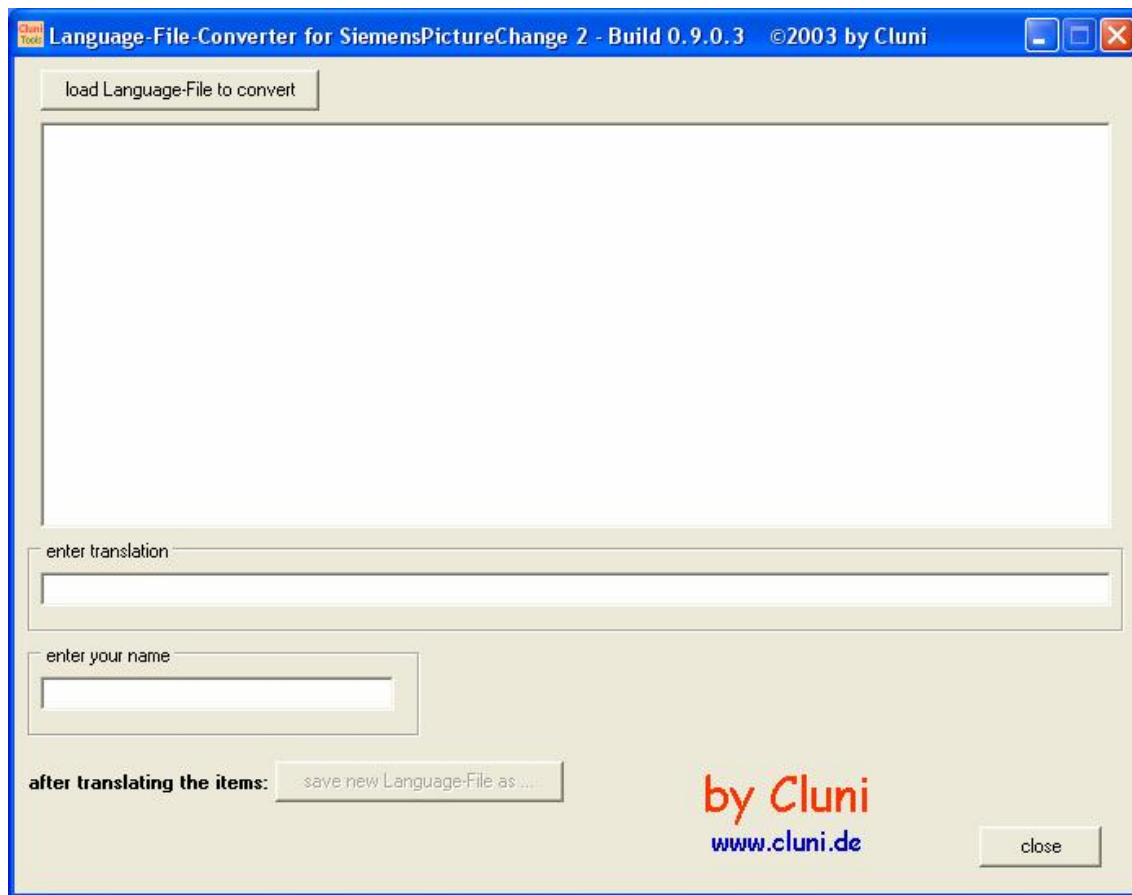 Cluni Tools
Language-File-Converter for SiemensPictureChange 2 - Build 0.9.0.3 ©2003 by Cluni
load Language-File to convert
enter translation
enter your name
after translating the items: save new Language-File as ...
by Cluni
www.cluni.de
close